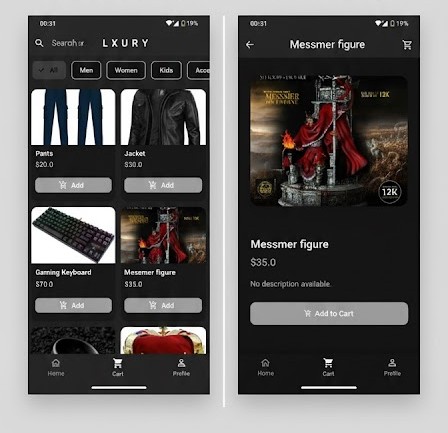 00:31
19%
Search
LXURY
All
Men
Women
Kids
Acce
Pants
$20.0
Add
Jacket
$30.0
Add
Gaming Keyboard
$70.0
Add
Mesemer figure
$35.0
Add
Home
Cart
Profile
00:31
19%
Messmer figure
MESSMER
12K
12K
Messmer figure
$35.0
No description available.
Add to Cart
Home
Cart
Profile